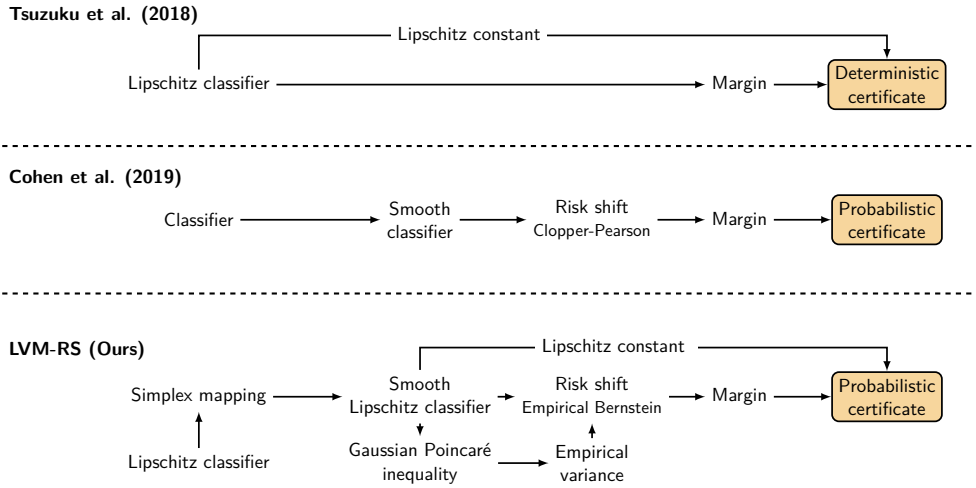 Tsuzuku et al. (2018)
Lipschitz constant
Lipschitz classifier
Margin
Deterministic
certificate
Cohen et al. (2019)
Classifier
Smooth
classifier
Risk shift
Clopper-Pearson
Margin
Probabilistic
certificate
LVM-RS (Ours)
Lipschitz constant
Simplex mapping
Smooth
Lipschitz classifier
Risk shift
Empirical Bernstein
Margin
Probabilistic
certificate
Lipschitz classifier
Gaussian Poincaré
inequality
Empirical
variance